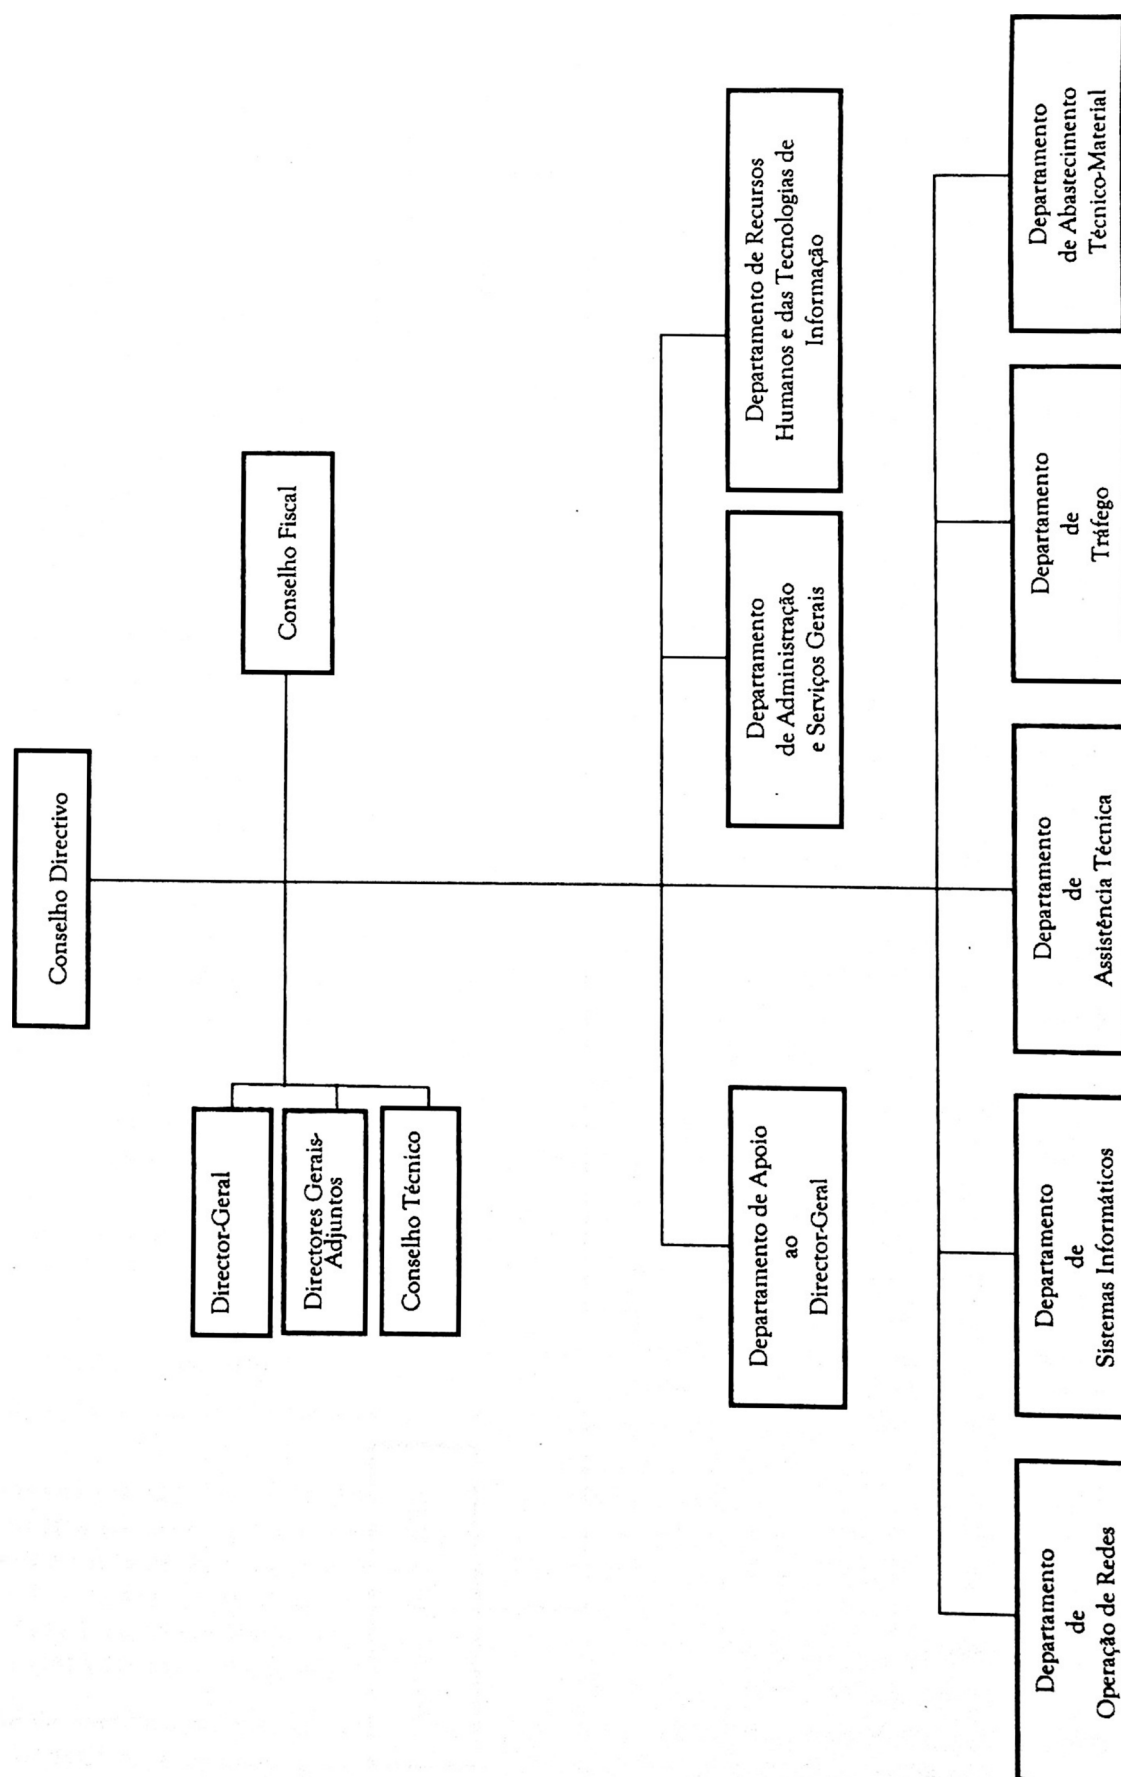 Conselho Directivo
Conselho Fiscal
Director-Geral
Directores Gerais-
Adjuntos
Conselho Técnico
Departamento de Apoio
ao
Director-Geral
Departamento
de Administração
e Serviços Gerais
Departamento de Recursos
Humanos e das Tecnologias de
Informação
Departamento
de
Operação de Redes
Departamento
de
Sistemas Informáticos
Departamento
de
Assistência Técnica
Departamento
de
Tráfego
Departamento
de Abastecimento
Técnico-Material